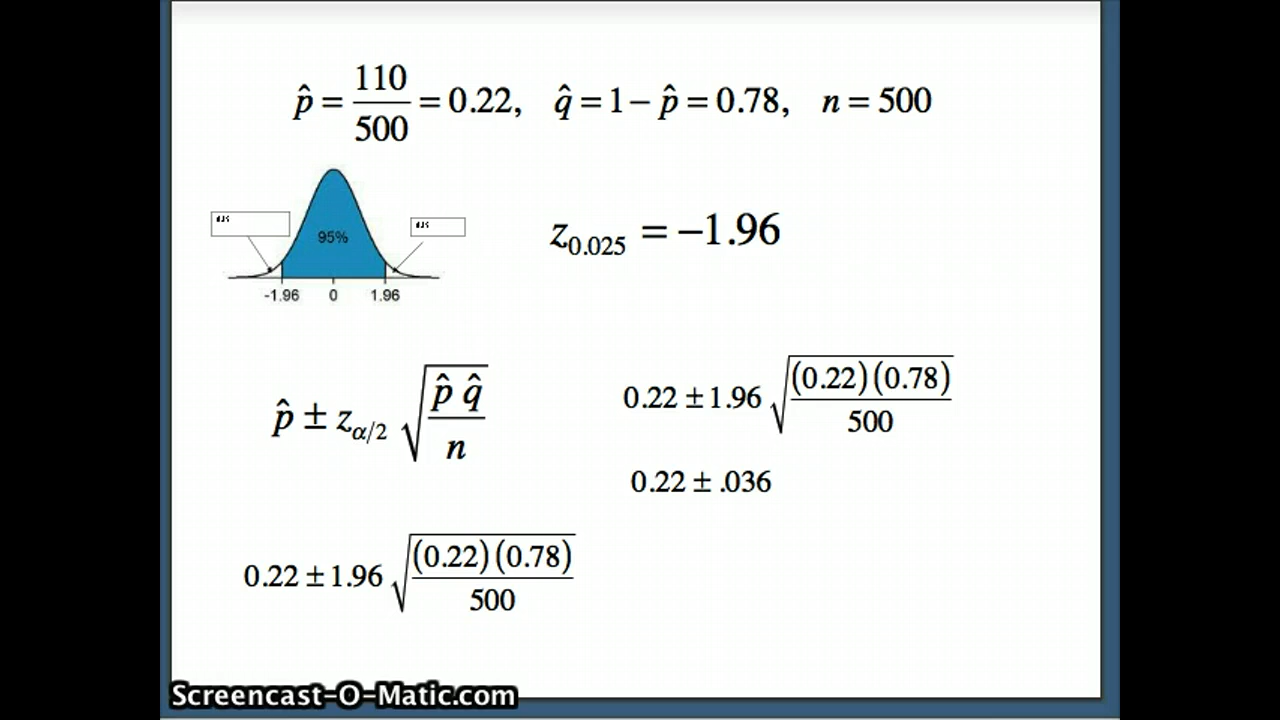 p̂ = 110/500 = 0.22, q̂ = 1 − p̂ = 0.78, n = 500
95%
-1.96 0 1.96
z_0.025 = −1.96
p̂ ± z_α/2 √(p̂ q̂ / n)
0.22 ± 1.96 √((0.22)(0.78) / 500)
0.22 ± .036
0.22 ± 1.96 √((0.22)(0.78) / 500)
Screencast-O-Matic.com